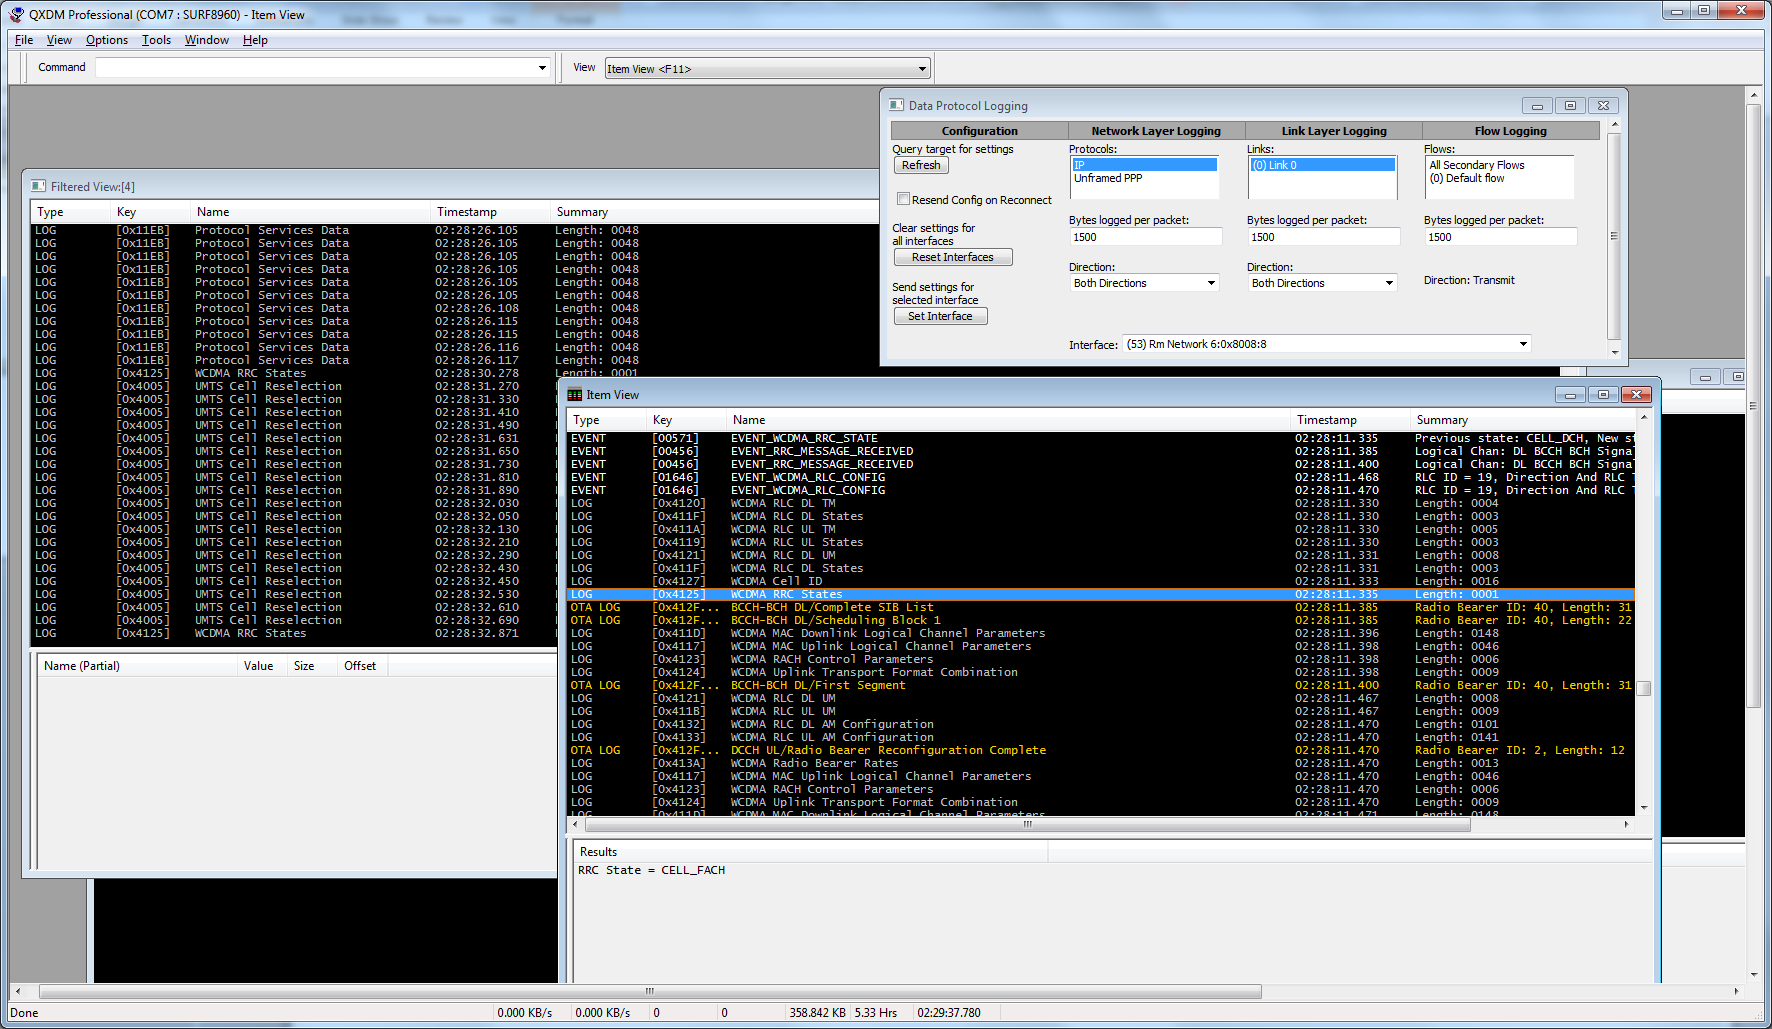 QXDM Professional (COM7 : SURF8960) - Item View
File View Options Tools Window Help
Command View Item View <F11>
Data Protocol Logging
Configuration Network Layer Logging Link Layer Logging Flow Logging
Query target for settings Protocols: Links: Flows:
Refresh IP (0) Link 0 All Secondary Flows
Unframed PPP (0) Default flow
Resend Config on Reconnect
Clear settings for all interfaces Bytes logged per packet: Bytes logged per packet: Bytes logged per packet:
1500 1500 1500
Reset Interfaces
Direction: Direction:
Send settings for selected interface Both Directions Both Directions Direction: Transmit
Set Interface
Interface: (53) Rm Network 6:0x8008:8
Filtered View:[4]
Type Key Name Timestamp Summary
LOG [0x11EB] Protocol Services Data 02:28:26.105 Length: 0048
LOG [0x11EB] Protocol Services Data 02:28:26.105 Length: 0048
LOG [0x11EB] Protocol Services Data 02:28:26.105 Length: 0048
LOG [0x11EB] Protocol Services Data 02:28:26.105 Length: 0048
LOG [0x11EB] Protocol Services Data 02:28:26.105 Length: 0048
LOG [0x11EB] Protocol Services Data 02:28:26.105 Length: 0048
LOG [0x11EB] Protocol Services Data 02:28:26.108 Length: 0048
LOG [0x11EB] Protocol Services Data 02:28:26.115 Length: 0048
LOG [0x11EB] Protocol Services Data 02:28:26.115 Length: 0048
LOG [0x11EB] Protocol Services Data 02:28:26.116 Length: 0048
LOG [0x11EB] Protocol Services Data 02:28:26.117 Length: 0048
LOG [0x4125] WCDMA RRC States 02:28:30.278 Length: 0001
LOG [0x4005] UMTS Cell Reselection 02:28:31.270
LOG [0x4005] UMTS Cell Reselection 02:28:31.330
LOG [0x4005] UMTS Cell Reselection 02:28:31.410
LOG [0x4005] UMTS Cell Reselection 02:28:31.490
LOG [0x4005] UMTS Cell Reselection 02:28:31.631
LOG [0x4005] UMTS Cell Reselection 02:28:31.650
LOG [0x4005] UMTS Cell Reselection 02:28:31.730
LOG [0x4005] UMTS Cell Reselection 02:28:31.810
LOG [0x4005] UMTS Cell Reselection 02:28:31.890
LOG [0x4005] UMTS Cell Reselection 02:28:32.030
LOG [0x4005] UMTS Cell Reselection 02:28:32.050
LOG [0x4005] UMTS Cell Reselection 02:28:32.130
LOG [0x4005] UMTS Cell Reselection 02:28:32.210
LOG [0x4005] UMTS Cell Reselection 02:28:32.290
LOG [0x4005] UMTS Cell Reselection 02:28:32.430
LOG [0x4005] UMTS Cell Reselection 02:28:32.450
LOG [0x4005] UMTS Cell Reselection 02:28:32.530
LOG [0x4005] UMTS Cell Reselection 02:28:32.610
LOG [0x4005] UMTS Cell Reselection 02:28:32.690
LOG [0x4125] WCDMA RRC States 02:28:32.871
Name (Partial) Value Size Offset
Item View
Type Key Name Timestamp Summary
EVENT [00571] EVENT_WCDMA_RRC_STATE 02:28:11.335 Previous state: CELL_DCH, New st
EVENT [00456] EVENT_RRC_MESSAGE_RECEIVED 02:28:11.385 Logical Chan: DL BCCH BCH Signal
EVENT [00456] EVENT_RRC_MESSAGE_RECEIVED 02:28:11.400 Logical Chan: DL BCCH BCH Signal
EVENT [01646] EVENT_WCDMA_RLC_CONFIG 02:28:11.468 RLC ID = 19, Direction And RLC T
EVENT [01646] EVENT_WCDMA_RLC_CONFIG 02:28:11.470 RLC ID = 19, Direction And RLC T
LOG [0x4120] WCDMA RLC DL TM 02:28:11.330 Length: 0004
LOG [0x411F] WCDMA RLC DL States 02:28:11.330 Length: 0003
LOG [0x411A] WCDMA RLC UL TM 02:28:11.330 Length: 0005
LOG [0x4119] WCDMA RLC UL States 02:28:11.330 Length: 0003
LOG [0x4121] WCDMA RLC DL UM 02:28:11.331 Length: 0008
LOG [0x411F] WCDMA RLC DL States 02:28:11.331 Length: 0003
LOG [0x4127] WCDMA Cell ID 02:28:11.333 Length: 0016
LOG [0x4125] WCDMA RRC States 02:28:11.335 Length: 0001
OTA LOG [0x412F... BCCH-BCH DL/Complete SIB List 02:28:11.385 Radio Bearer ID: 40, Length: 31
OTA LOG [0x412F... BCCH-BCH DL/Scheduling Block 1 02:28:11.385 Radio Bearer ID: 40, Length: 22
LOG [0x411D] WCDMA MAC Downlink Logical Channel Parameters 02:28:11.396 Length: 0148
LOG [0x4117] WCDMA MAC Uplink Logical Channel Parameters 02:28:11.398 Length: 0046
LOG [0x4123] WCDMA RACH Control Parameters 02:28:11.398 Length: 0006
LOG [0x4124] WCDMA Uplink Transport Format Combination 02:28:11.398 Length: 0009
OTA LOG [0x412F... BCCH-BCH DL/First Segment 02:28:11.400 Radio Bearer ID: 40, Length: 31
LOG [0x4121] WCDMA RLC DL UM 02:28:11.467 Length: 0008
LOG [0x411B] WCDMA RLC UL UM 02:28:11.467 Length: 0009
LOG [0x4132] WCDMA RLC DL AM Configuration 02:28:11.470 Length: 0101
LOG [0x4133] WCDMA RLC UL AM Configuration 02:28:11.470 Length: 0141
OTA LOG [0x412F... DCCH UL/Radio Bearer Reconfiguration Complete 02:28:11.470 Radio Bearer ID: 2, Length: 12
LOG [0x413A] WCDMA Radio Bearer Rates 02:28:11.470 Length: 0013
LOG [0x4117] WCDMA MAC Uplink Logical Channel Parameters 02:28:11.470 Length: 0046
LOG [0x4123] WCDMA RACH Control Parameters 02:28:11.470 Length: 0006
LOG [0x4124] WCDMA Uplink Transport Format Combination 02:28:11.470 Length: 0009
LOG [0x411D] WCDMA MAC Downlink Logical Channel Parameters 02:28:11.471 Length: 0148
Results
RRC State = CELL_FACH
Done 0.000 KB/s 0.000 KB/s 0 0 358.842 KB 5.33 Hrs 02:29:37.780